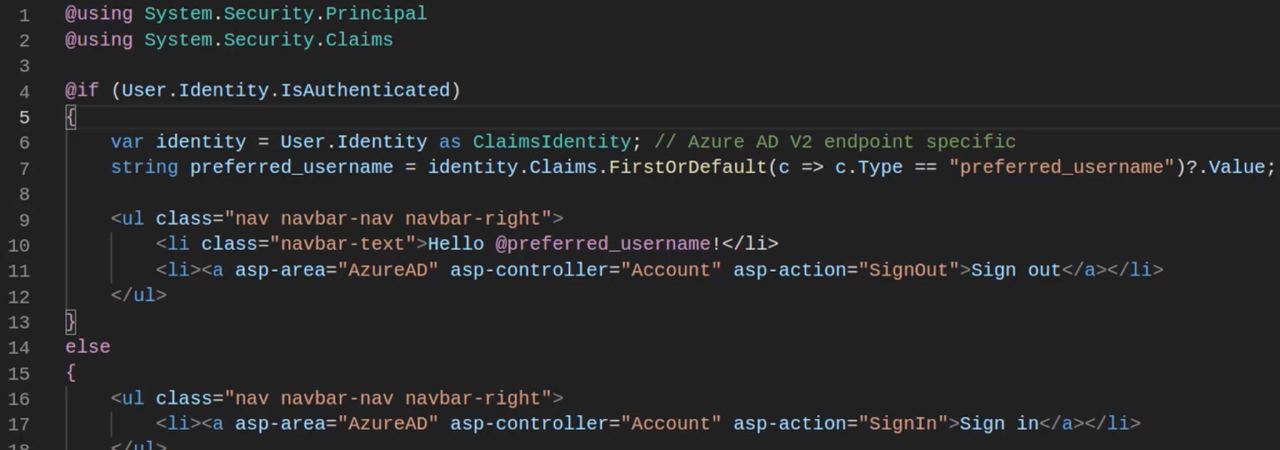 1 @using System.Security.Principal
2 @using System.Security.Claims
3
4 @if (User.Identity.IsAuthenticated)
5 {
6     var identity = User.Identity as ClaimsIdentity; // Azure AD V2 endpoint specific
7     string preferred_username = identity.Claims.FirstOrDefault(c => c.Type == "preferred_username")?.Value;
8
9     <ul class="nav navbar-nav navbar-right">
10         <li class="navbar-text">Hello @preferred_username!</li>
11         <li><a asp-area="AzureAD" asp-controller="Account" asp-action="SignOut">Sign out</a></li>
12     </ul>
13 }
14 else
15 {
16     <ul class="nav navbar-nav navbar-right">
17         <li><a asp-area="AzureAD" asp-controller="Account" asp-action="SignIn">Sign in</a></li>
18     </ul>